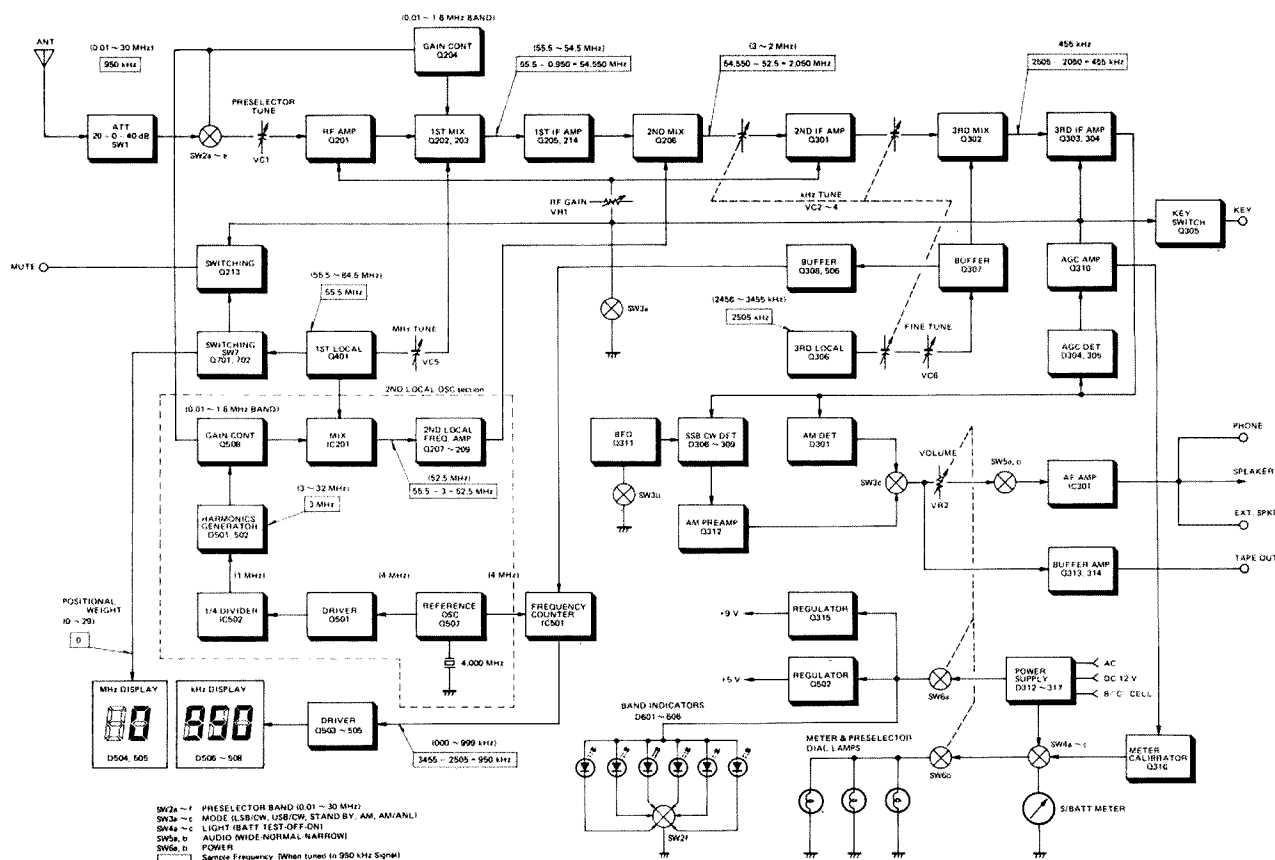 (0.01 ~ 1.6 MHz BAND)
ANT
(0.01 ~ 30 MHz)
950 kHz
GAIN CONT
Q204
(55.5 ~ 54.5 MHz)
55.5 - 0.950 = 54.550 MHz
(3 ~ 2 MHz)
54.550 - 52.5 = 2.050 MHz
455 kHz
2505 - 2050 = 455 kHz
PRESELECTOR
TUNE
VC1
ATT
20 - 0 - 40 dB
SW1
SW2a ~ e
RF AMP
Q201
1ST MIX
Q202, 203
1ST IF AMP
Q205, 214
2ND MIX
Q206
2ND IF AMP
Q301
3RD MIX
Q302
3RD IF AMP
Q303, 304
RF GAIN
VR1
kHz TUNE
VC2 ~ 4
KEY
SWITCH
Q305
KEY
MUTE
SWITCHING
Q213
BUFFER
Q308, 506
BUFFER
Q307
AGC AMP
Q310
(55.5 ~ 84.5 MHz)
55.5 MHz
SW3a
(2456 ~ 3455 kHz)
2505 kHz
SWITCHING
SW7
Q701, 702
1ST LOCAL
Q401
MHz TUNE
VC5
3RD LOCAL
Q306
FINE TUNE
VC6
AGC DET
D304, 305
2ND LOCAL OSC section
(0.01 ~ 1.6 MHz BAND)
GAIN CONT
Q508
MIX
IC201
2ND LOCAL
FREQ. AMP
Q207 ~ 209
BFO
Q311
SSB CW DET
D306 ~ 309
AM DET
D301
PHONE
(52.5 MHz)
55.5 - 3 = 52.5 MHz
VOLUME
VR2
SW5a, b
AF AMP
IC301
SPEAKER
(3 ~ 32 MHz)
3 MHz
SW3b
SW3c
HARMONICS
GENERATOR
D501, 502
AM PREAMP
Q312
EXT. SPKR
BUFFER AMP
Q313, 314
TAPE OUT
(1 MHz)
(4 MHz)
(4 MHz)
POSITIONAL
WEIGHT
(0 ~ 29)
0
1/4 DIVIDER
IC502
DRIVER
Q501
REFERENCE
OSC
Q507
FREQUENCY
COUNTER
IC501
+9 V
REGULATOR
Q315
4.000 MHz
+5 V
REGULATOR
Q502
SW6a
POWER
SUPPLY
D312 ~ 317
AC
DC 12 V
8 "C" CELL
MHz DISPLAY
0
D504, 505
kHz DISPLAY
950
D506 ~ 508
DRIVER
Q503 ~ 505
BAND INDICATORS
D601 ~ 606
(000 ~ 999 kHz)
3455 - 2505 = 950 kHz
METER & PRESELECTOR
DIAL LAMPS
SW6b
SW4a ~ c
METER
CALIBRATOR
Q316
SW2f
S/BATT METER
SW2a ~ f PRESELECTOR BAND (0.01 ~ 30 MHz)
SW3a ~ c MODE (LSB/CW, USB/CW, STAND BY, AM, AM/ANL)
SW4a ~ c LIGHT (BATT TEST-OFF-ON)
SW5a, b AUDIO (WIDE-NORMAL-NARROW)
SW6a, b POWER
Sample Frequency [When tuned in 950 kHz Signal]